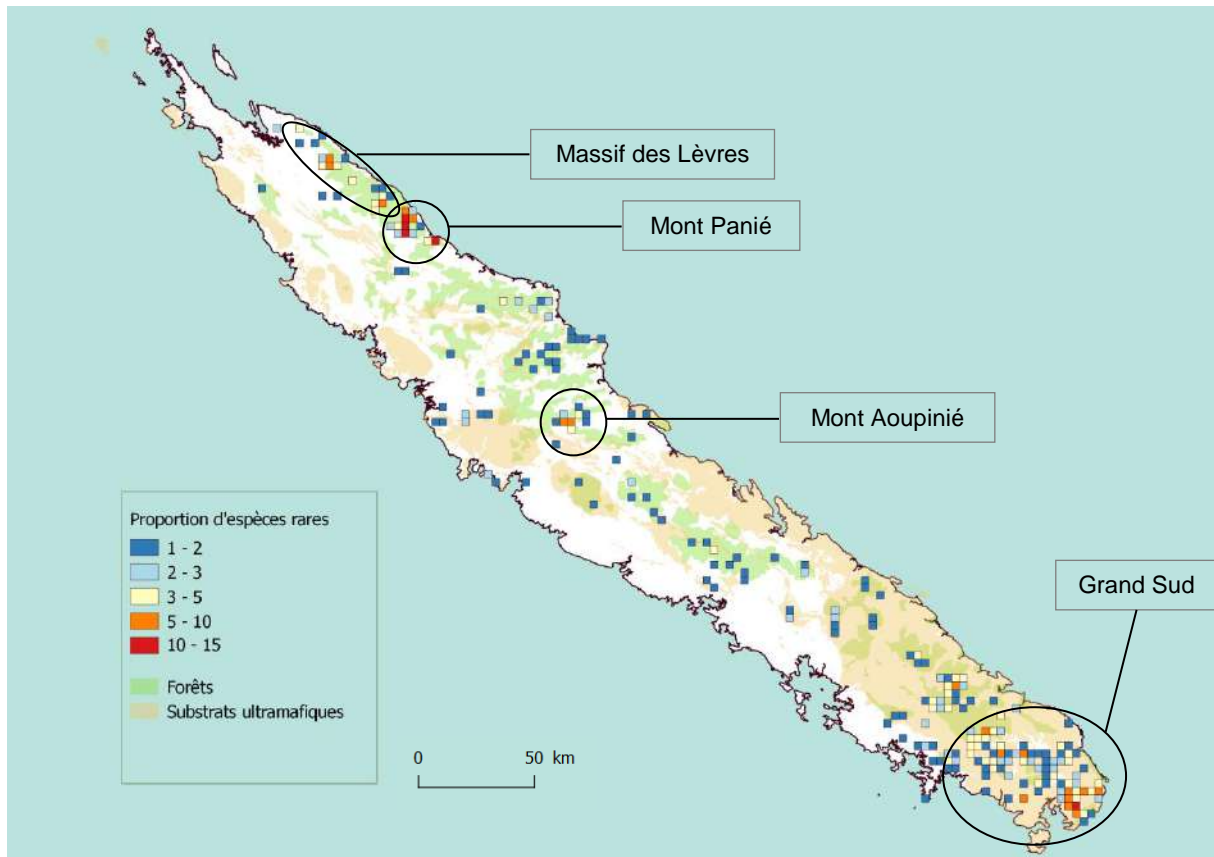 Massif des Lèvres
Mont Panié
Mont Aoupinié
Grand Sud
Proportion d'espèces rares
1 - 2
2 - 3
3 - 5
5 - 10
10 - 15
Forêts
Substrats ultramafiques
0 50 km